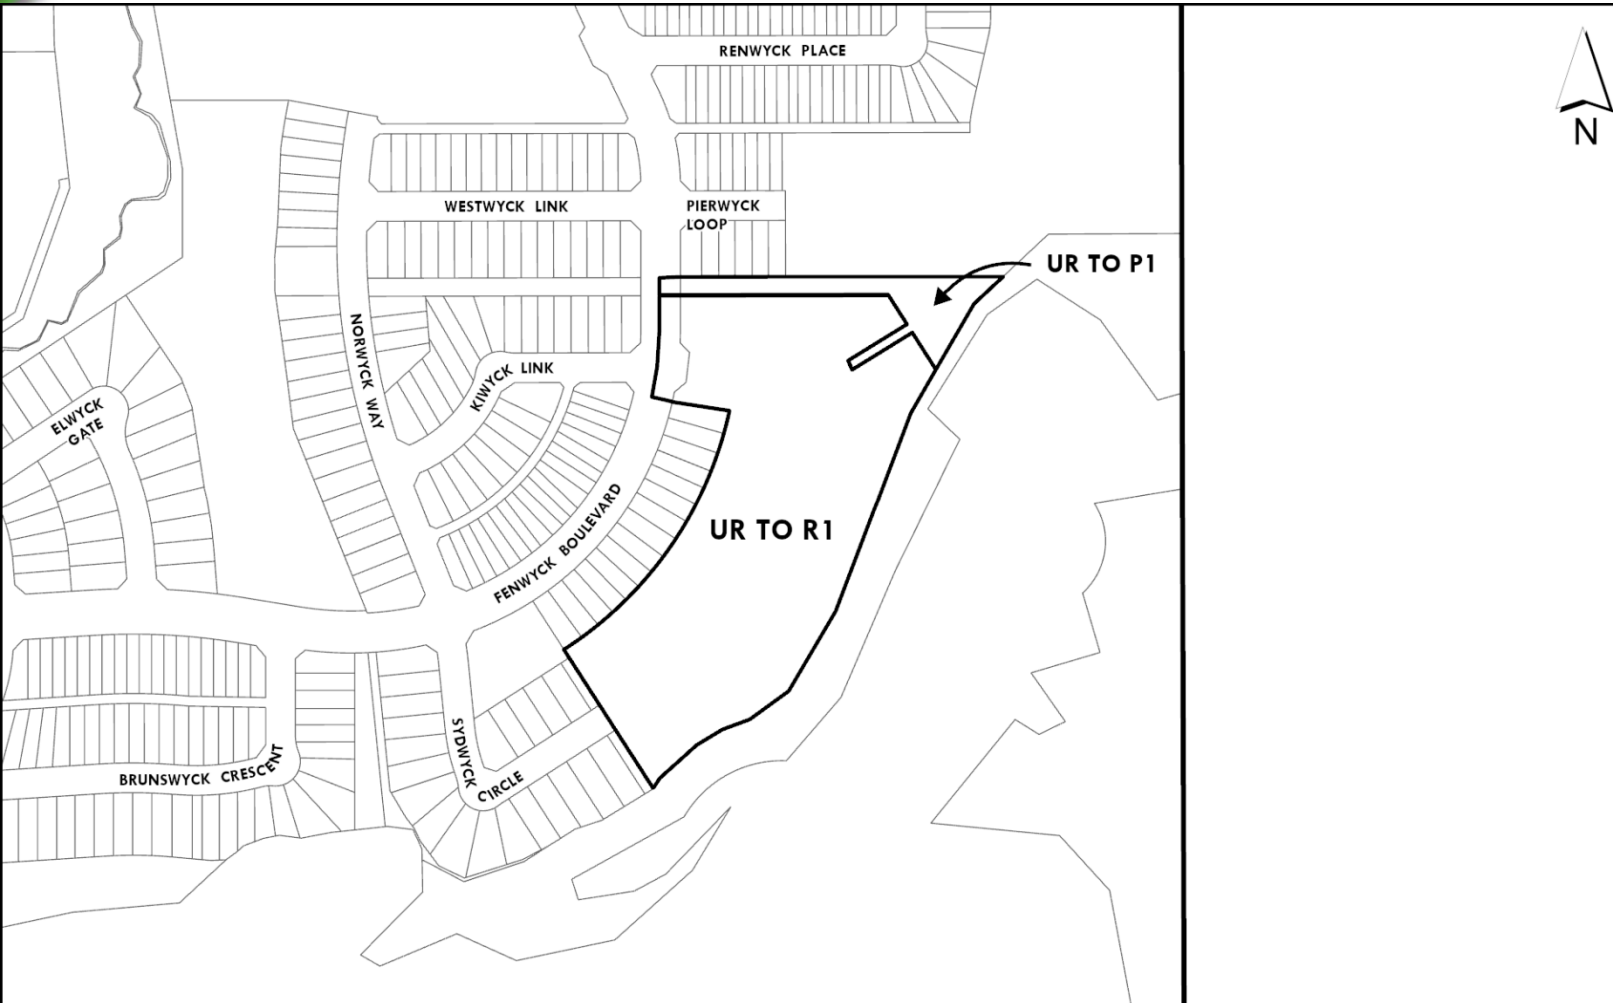 RENWYCK PLACE
N
WESTWYCK LINK
PIERWYCK
LOOP
UR TO P1
NORWYCK WAY
KIWYCK LINK
ELWYCK
GATE
FENWYCK BOULEVARD
UR TO R1
SYDWYCK
CIRCLE
BRUNSWYCK CRESCENT